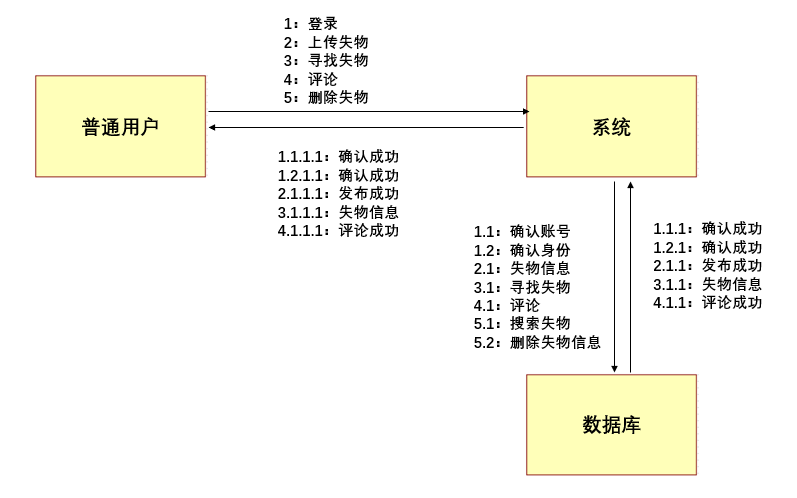 1：登录
2：上传失物
3：寻找失物
4：评论
5：删除失物
普通用户
系统
1.1.1.1：确认成功
1.2.1.1：确认成功
2.1.1.1：发布成功
3.1.1.1：失物信息
4.1.1.1：评论成功
1.1：确认账号
1.2：确认身份
2.1：失物信息
3.1：寻找失物
4.1：评论
5.1：搜索失物
5.2：删除失物信息
1.1.1：确认成功
1.2.1：确认成功
2.1.1：发布成功
3.1.1：失物信息
4.1.1：评论成功
数据库